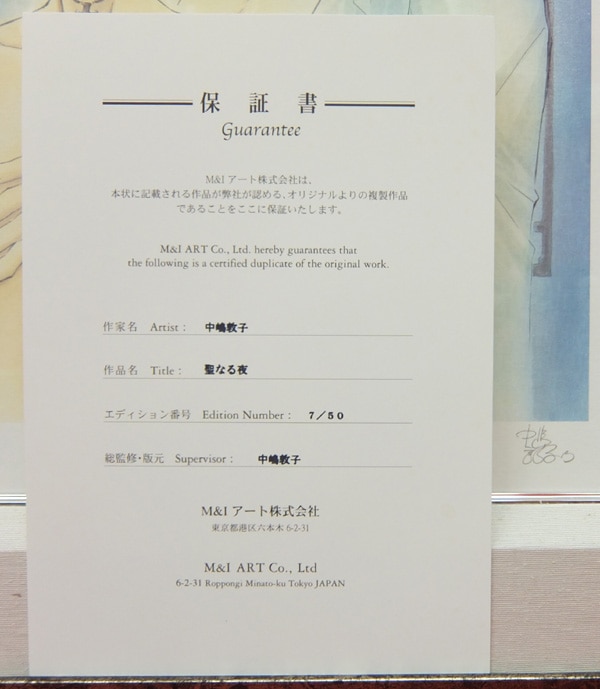 保証書
Guarantee
M&Iアート株式会社は、
本状に記載される作品が弊社が認める、オリジナルよりの複製作品
であることをここに保証いたします。
M&I ART Co., Ltd. hereby guarantees that
the following is a certified duplicate of the original work.
作家名 Artist： 中嶋敦子
作品名 Title： 聖なる夜
エディション番号 Edition Number： 7／50
総監修・版元 Supervisor： 中嶋敦子
M&Iアート株式会社
東京都港区六本木 6-2-31
M&I ART Co., Ltd
6-2-31 Roppongi Minato-ku Tokyo JAPAN